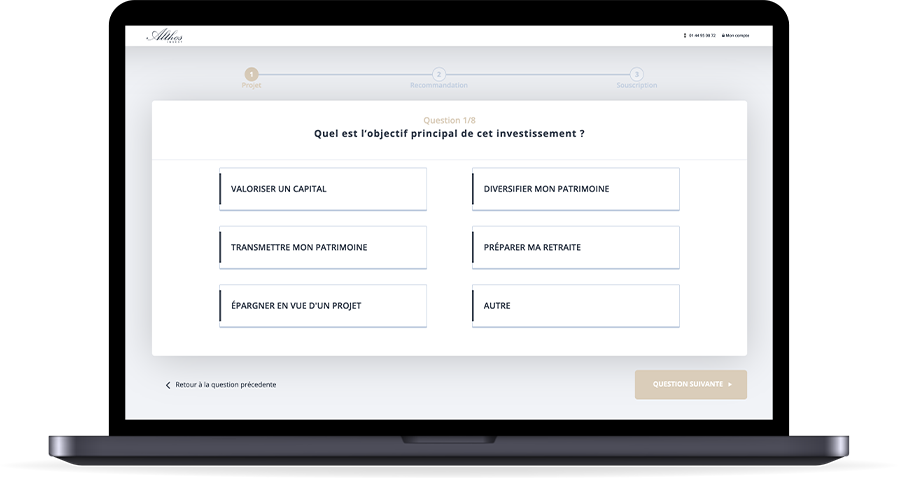 Althos
INVEST
01 44 95 38 72 Mon compte
1 2 3
Projet Recommandation Souscription
Question 1/8
Quel est l'objectif principal de cet investissement ?
VALORISER UN CAPITAL
DIVERSIFIER MON PATRIMOINE
TRANSMETTRE MON PATRIMOINE
PRÉPARER MA RETRAITE
ÉPARGNER EN VUE D'UN PROJET
AUTRE
Retour à la question précedente
QUESTION SUIVANTE